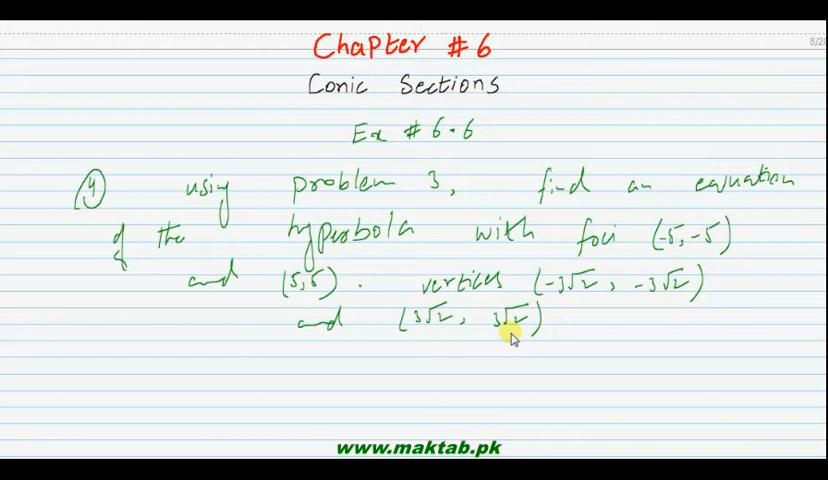 8/20
Chapter # 6
Conic Sections
Ex # 6.6
(4) using problem 3, find an equation
of the hyperbola with foci (-5,-5)
and (5,5). vertices (-3√2, -3√2)
and (3√2, 3√2)
www.maktab.pk